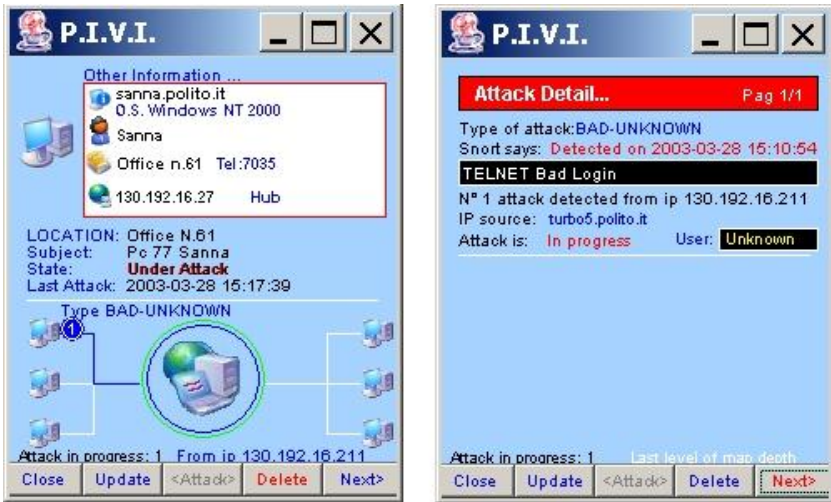 P.I.V.I.
Other Information ...
sanna.polito.it
O.S. Windows NT 2000
Sanna
Office n.61 Tel:7035
130.192.16.27 Hub
LOCATION: Office N.61
Subject: Pc 77 Sanna
State: Under Attack
Last Attack: 2003-03-28 15:17:39
Type BAD-UNKNOWN
1
Attack in progress: 1 From ip 130.192.16.211
Close Update <Attack> Delete Next>
P.I.V.I.
Attack Detail... Pag 1/1
Type of attack:BAD-UNKNOWN
Snort says: Detected on 2003-03-28 15:10:54
TELNET Bad Login
N° 1 attack detected from ip 130.192.16.211
IP source: turbo5.polito.it
Attack is: In progress User: Unknown
Attack in progress: 1 Last level of map depth
Close Update <Attack> Delete Next>